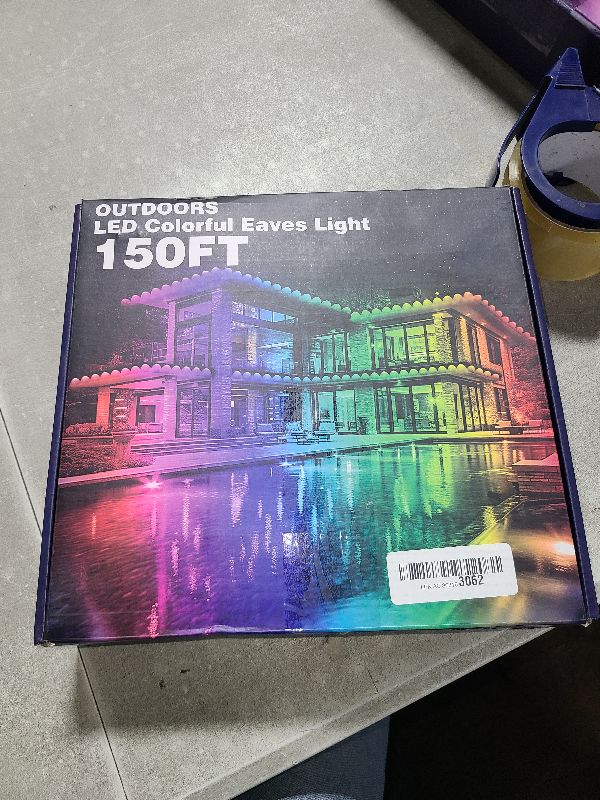 OUTDOORS
LED Colorful Eaves Light
150FT
3062